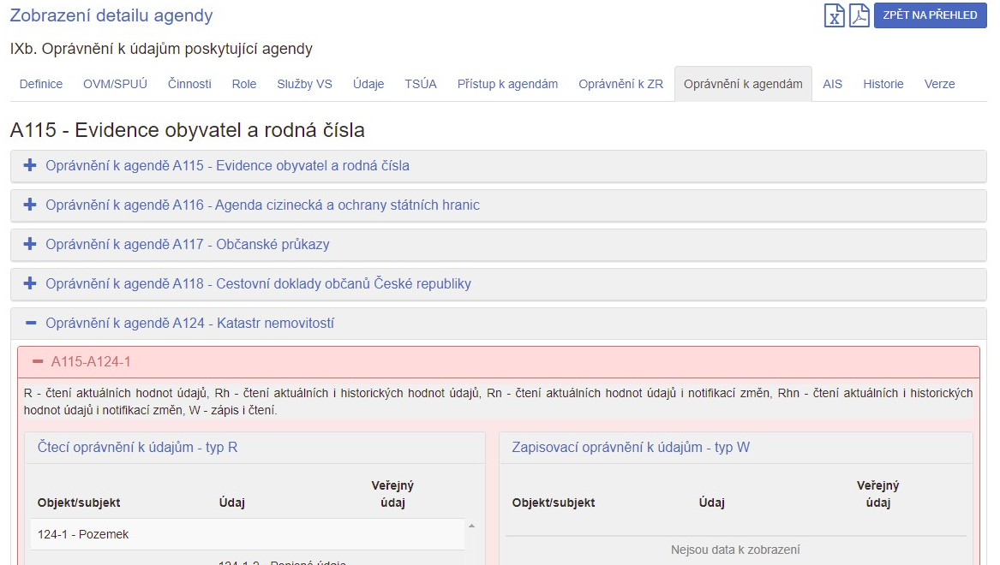 Zobrazení detailu agendy
ZPĚT NA PŘEHLED
IXb. Oprávnění k údajům poskytující agendy
Definice OVM/SPUÚ Činnosti Role Služby VS Údaje TSÚA Přístup k agendám Oprávnění k ZR Oprávnění k agendám AIS Historie Verze
A115 - Evidence obyvatel a rodná čísla
Oprávnění k agendě A115 - Evidence obyvatel a rodná čísla
Oprávnění k agendě A116 - Agenda cizinecká a ochrany státních hranic
Oprávnění k agendě A117 - Občanské průkazy
Oprávnění k agendě A118 - Cestovní doklady občanů České republiky
Oprávnění k agendě A124 - Katastr nemovitostí
A115-A124-1
R - čtení aktuálních hodnot údajů, Rh - čtení aktuálních i historických hodnot údajů, Rn - čtení aktuálních hodnot údajů i notifikací změn, Rhn - čtení aktuálních i historických
hodnot údajů i notifikací změn, W - zápis i čtení.
Čtecí oprávnění k údajům - typ R
Objekt/subjekt Údaj Veřejný údaj
124-1 - Pozemek
124-1.2 - Popisné údaje
Zapisovací oprávnění k údajům - typ W
Objekt/subjekt Údaj Veřejný údaj
Nejsou data k zobrazení